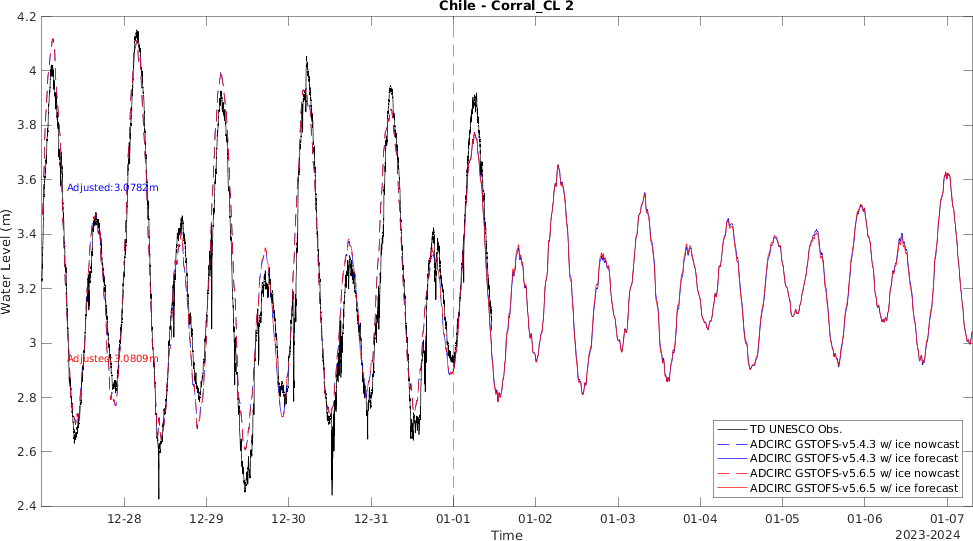 Chile - Corral_CL 2
4.2
4
3.8
3.6
3.4
3.2
3
2.8
2.6
2.4
Water Level (m)
Adjusted:3.0782m
Adjusted:3.0809m
TD UNESCO Obs.
ADCIRC GSTOFS-v5.4.3 w/ ice nowcast
ADCIRC GSTOFS-v5.4.3 w/ ice forecast
ADCIRC GSTOFS-v5.6.5 w/ ice nowcast
ADCIRC GSTOFS-v5.6.5 w/ ice forecast
12-28 12-29 12-30 12-31 01-01 01-02 01-03 01-04 01-05 01-06 01-07
Time
2023-2024